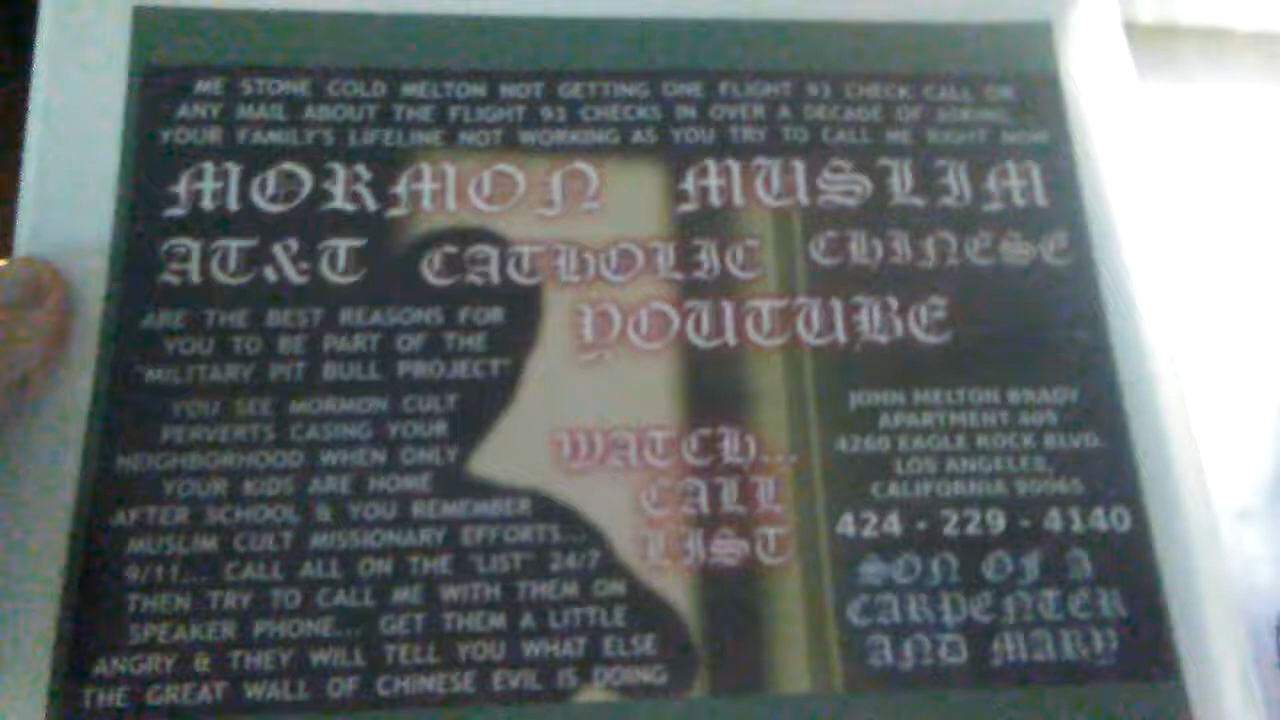 ME STONE COLD MELTON NOT GETTING ONE FLIGHT 93 CHECK CALL OR
ANY MAIL ABOUT THE FLIGHT 93 CHECKS IN OVER A DECADE OF ASKING...
YOUR FAMILY'S LIFELINE NOT WORKING AS YOU TRY TO CALL ME RIGHT NOW
MORMON MUSLIM
AT&T CATHOLIC CHINESE
YOUTUBE
ARE THE BEST REASONS FOR
YOU TO BE PART OF THE
"MILITARY PIT BULL PROJECT"
YOU SEE MORMON CULT
PERVERTS CASING YOUR
NEIGHBORHOOD WHEN ONLY
YOUR KIDS ARE HOME
AFTER SCHOOL & YOU REMEMBER
MUSLIM CULT MISSIONARY EFFORTS...
9/11... CALL ALL ON THE "LIST" 24/7
THEN TRY TO CALL ME WITH THEM ON
SPEAKER PHONE... GET THEM A LITTLE
ANGRY & THEY WILL TELL YOU WHAT ELSE
THE GREAT WALL OF CHINESE EVIL IS DOING
WATCH...
CALL
LIST
JOHN MELTON BRADY
APARTMENT 409
4260 EAGLE ROCK BLVD.
LOS ANGELES,
CALIFORNIA 90065
424 - 229 - 4140
SON OF A
CARPENTER
AND MARY